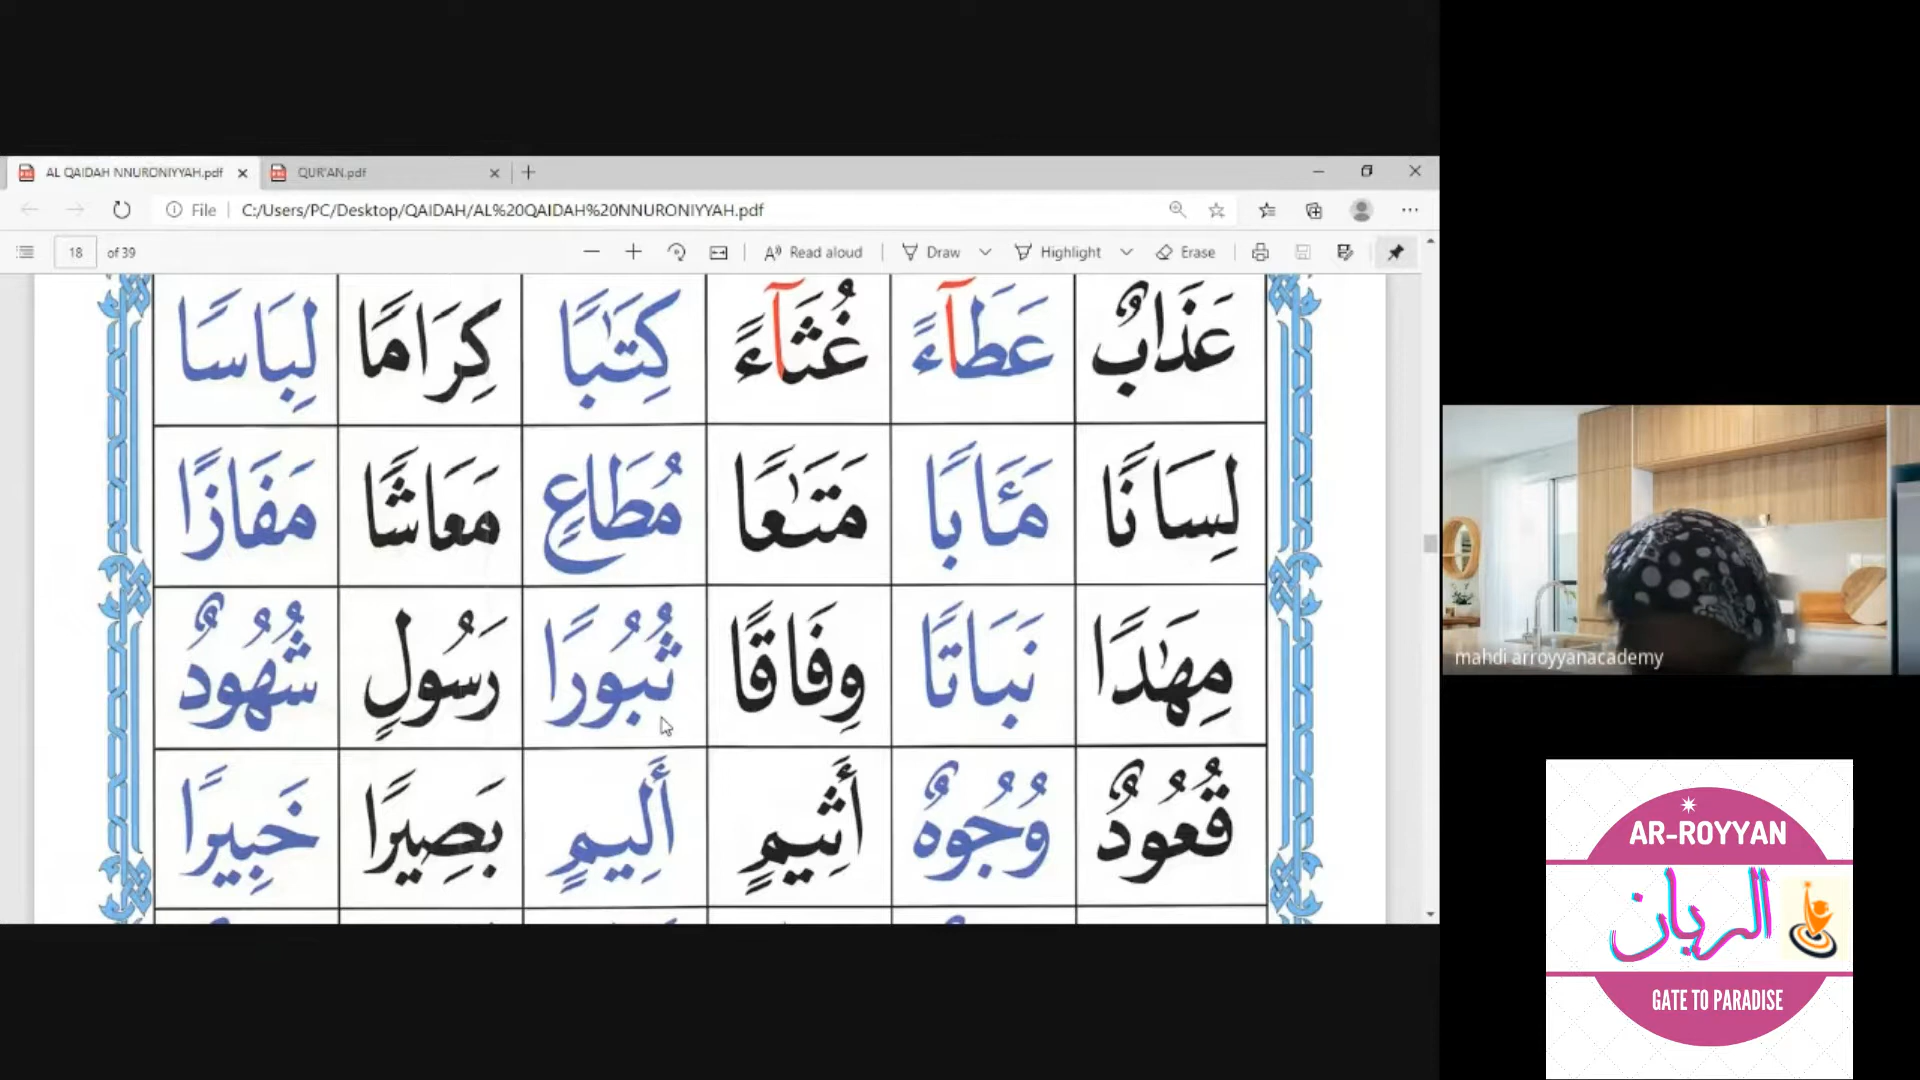 AL QAIDAH NNURONIYYAH.pdf
QUR'AN.pdf
File
C:/Users/PC/Desktop/QAIDAH/AL%20QAIDAH%20NNURONIYYAH.pdf
18 of 39
Read aloud
Draw
Highlight
Erase
عَذَابٌ عَطَآءً غُثَآءً كِتَٰبًا كِرَامًا لِبَاسًا
لِسَانًا مَـَٔابًا مَتَٰعًا مُطَاعٍ مَعَاشًا مَفَازًا
مِهَٰدًا نَبَاتًا وِفَاقًا ثُبُورًا رَسُولٍ شُهُودٌ
قُعُودٌ وُجُوهٌ أَثِيمٍ أَلِيمٍ بَصِيرًا خَبِيرًا
mahdi arroyyanacademy
AR-ROYYAN
الريان
GATE TO PARADISE